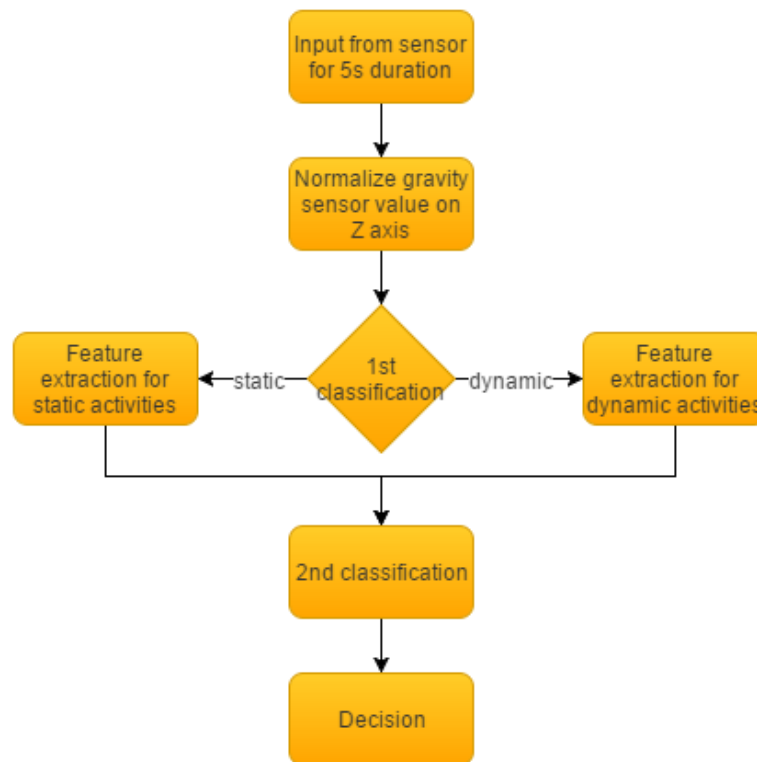 Input from sensor
for 5s duration
Normalize gravity
sensor value on
Z axis
Feature
extraction for
static activities
static
1st
classification
dynamic
Feature
extraction for
dynamic activities
2nd classification
Decision